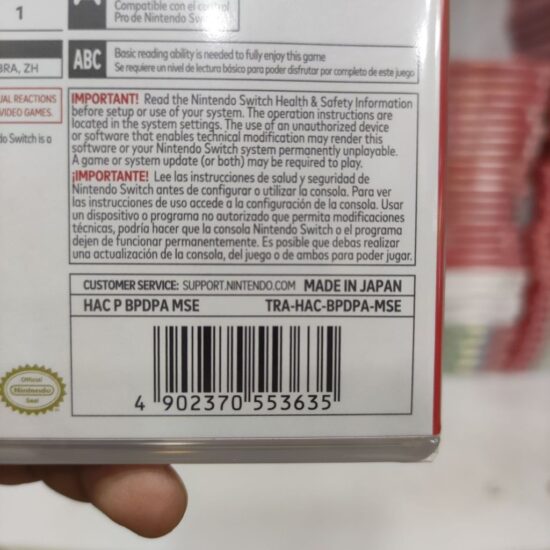 1
Compatible con el control
Pro de Nintendo Switch
BRA, ZH
ABC
Basic reading ability is needed to fully enjoy this game
Se requiere un nivel de lectura básico para poder disfrutar por completo de este juego
UAL REACTIONS
VIDEO GAMES.
do Switch is a
IMPORTANT! Read the Nintendo Switch Health & Safety Information
before setup or use of your system. The operation instructions are
located in the system settings. The use of an unauthorized device
or software that enables technical modification may render this
software or your Nintendo Switch system permanently unplayable.
A game or system update (or both) may be required to play.
¡IMPORTANTE! Lee las instrucciones de salud y seguridad de
Nintendo Switch antes de configurar o utilizar la consola. Para ver
las instrucciones de uso accede a la configuración de la consola. Usar
un dispositivo o programa no autorizado que permita modificaciones
técnicas, podría hacer que la consola Nintendo Switch o el programa
dejen de funcionar permanentemente. Es posible que debas realizar
una actualización de la consola, del juego o de ambos para poder jugar.
CUSTOMER SERVICE: SUPPORT.NINTENDO.COM MADE IN JAPAN
HAC P BPDPA MSE TRA-HAC-BPDPA-MSE
Official
Nintendo
Seal
4 902370 553635